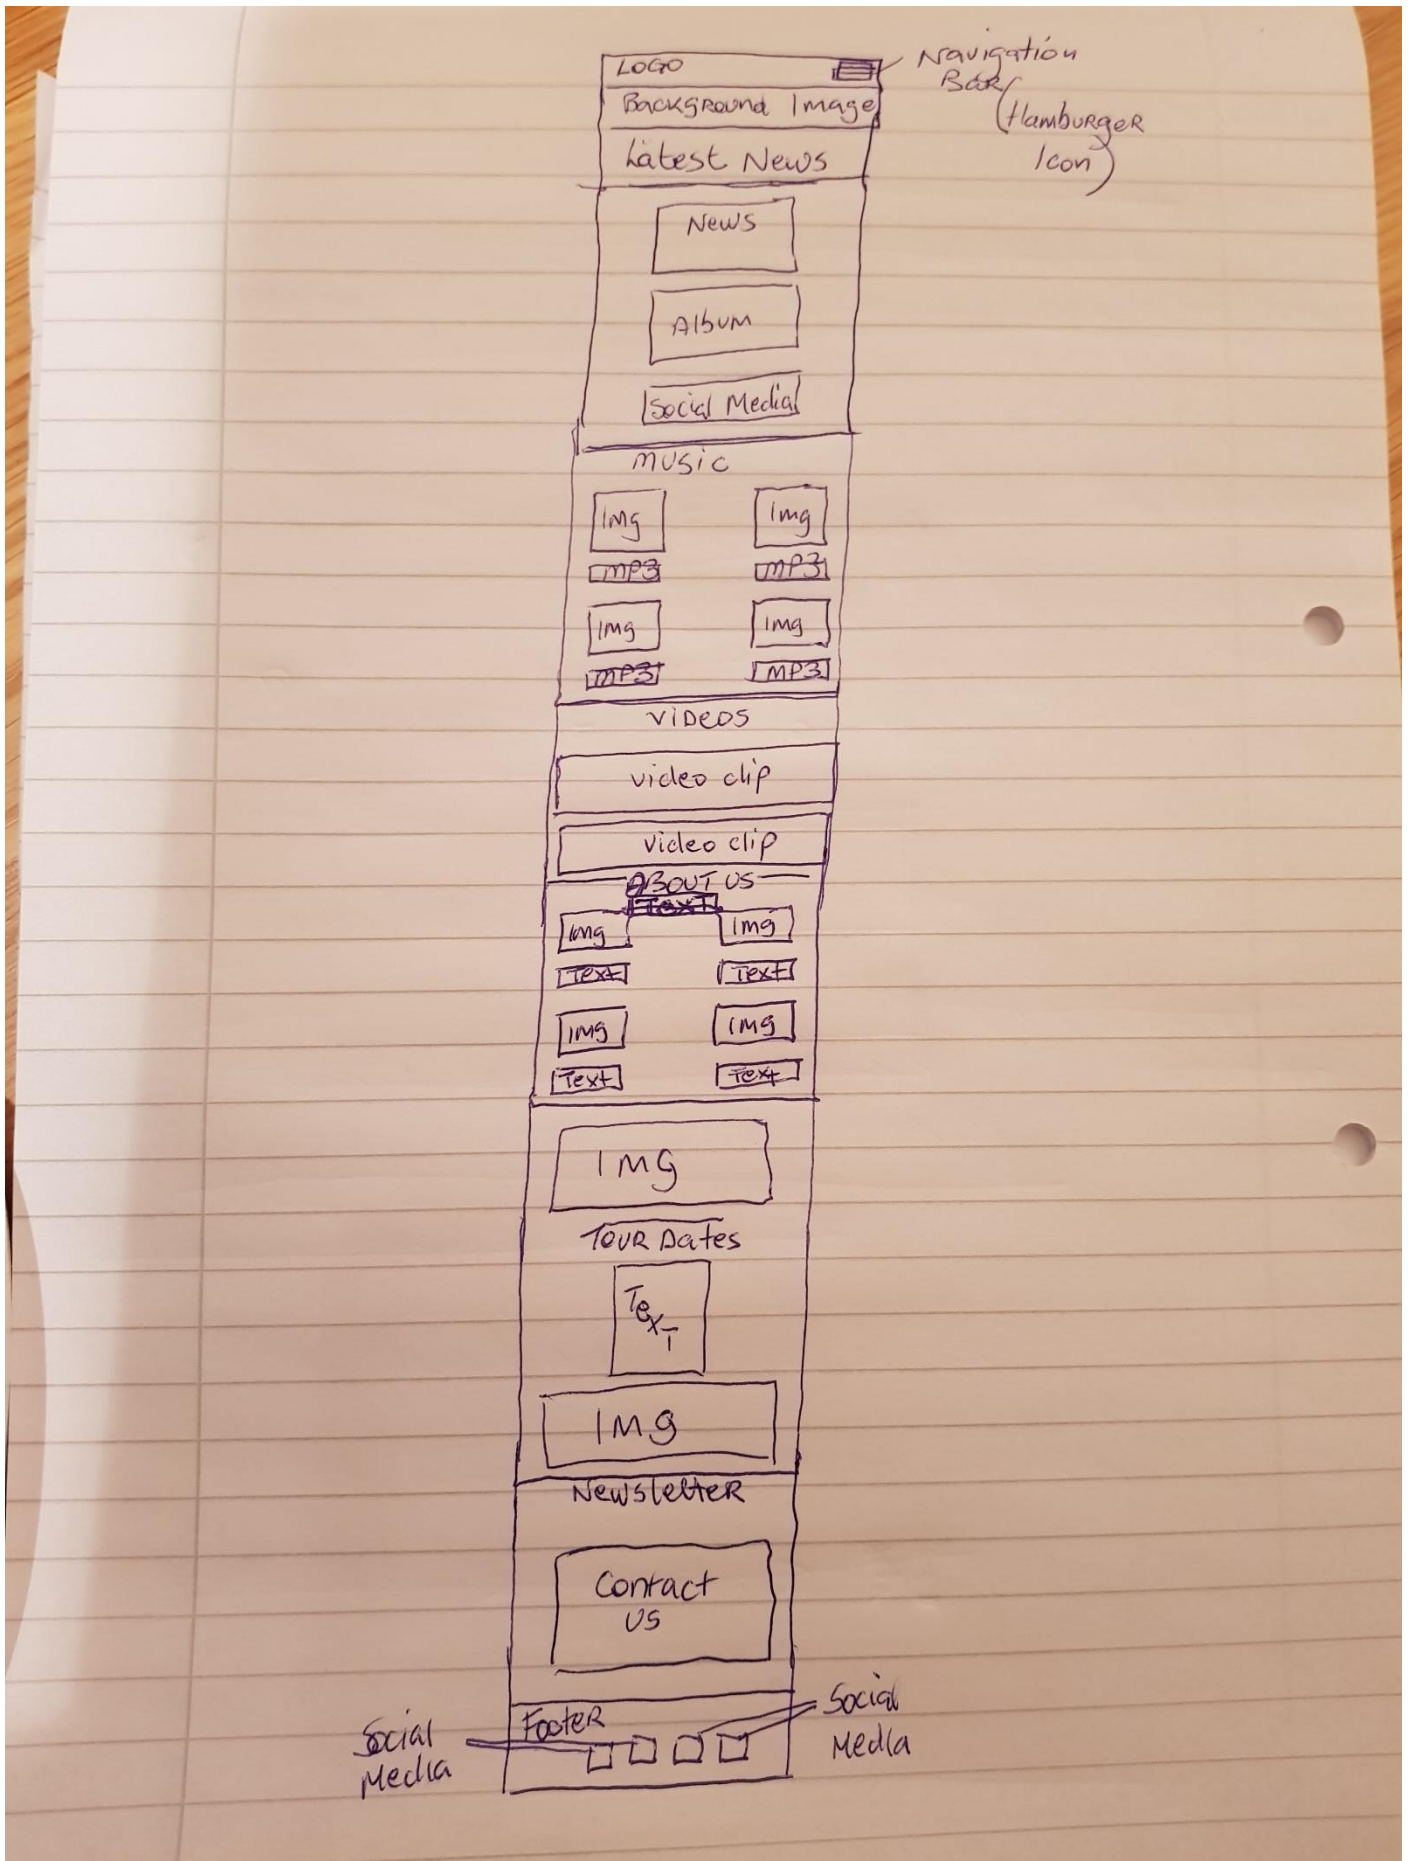 LOGO
Navigation
Bar
(Hamburger
Icon)
Background Image
Latest News
News
Album
Social Media
Music
Img Img
MP3 MP3
Img Img
MP3 MP3
VIDEOS
video clip
video clip
ABOUT US
Text
Img Img
Text Text
Img Img
Text Text
Img
Tour Dates
Text
Img
Newsletter
Contact
us
Footer
Social
Media
Social
Media